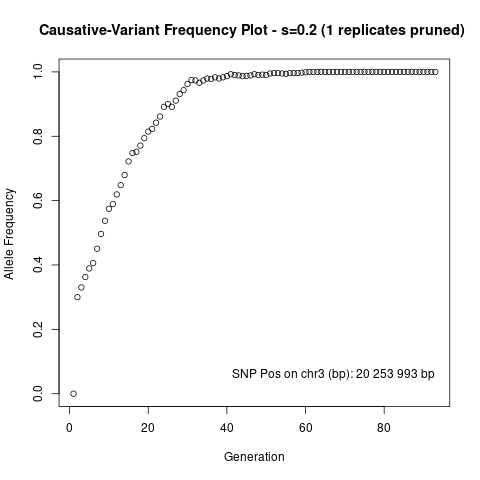 Causative-Variant Frequency Plot - s=0.2 (1 replicates pruned)
1.0
0.8
0.6
0.4
0.2
0.0
Allele Frequency
SNP Pos on chr3 (bp): 20 253 993 bp
0 20 40 60 80
Generation